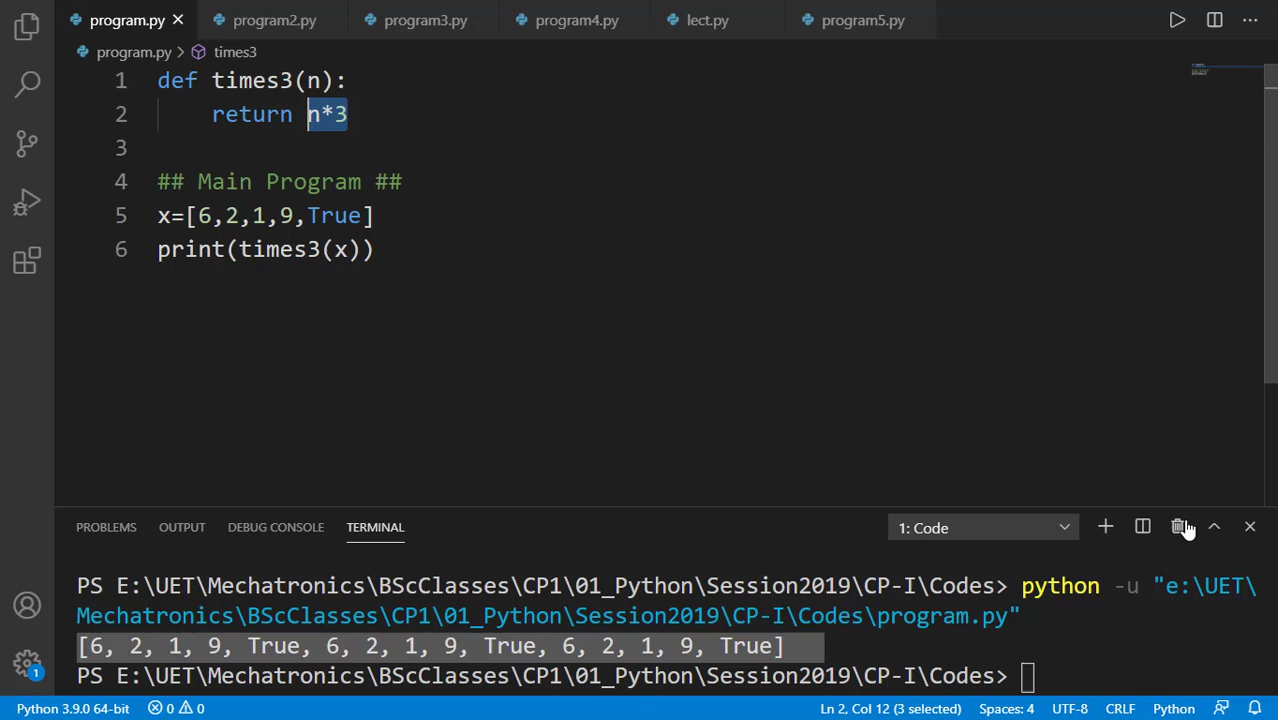 program.py program2.py program3.py program4.py lect.py program5.py
program.py > times3
1 def times3(n):
2 return n*3
3
4 ## Main Program ##
5 x=[6,2,1,9,True]
6 print(times3(x))
PROBLEMS OUTPUT DEBUG CONSOLE TERMINAL 1: Code
PS E:\UET\Mechatronics\BScClasses\CP1\01_Python\Session2019\CP-I\Codes> python -u "e:\UET\
Mechatronics\BScClasses\CP1\01_Python\Session2019\CP-I\Codes\program.py"
[6, 2, 1, 9, True, 6, 2, 1, 9, True, 6, 2, 1, 9, True]
PS E:\UET\Mechatronics\BScClasses\CP1\01_Python\Session2019\CP-I\Codes>
1
Python 3.9.0 64-bit 0 0 Ln 2, Col 12 (3 selected) Spaces: 4 UTF-8 CRLF Python